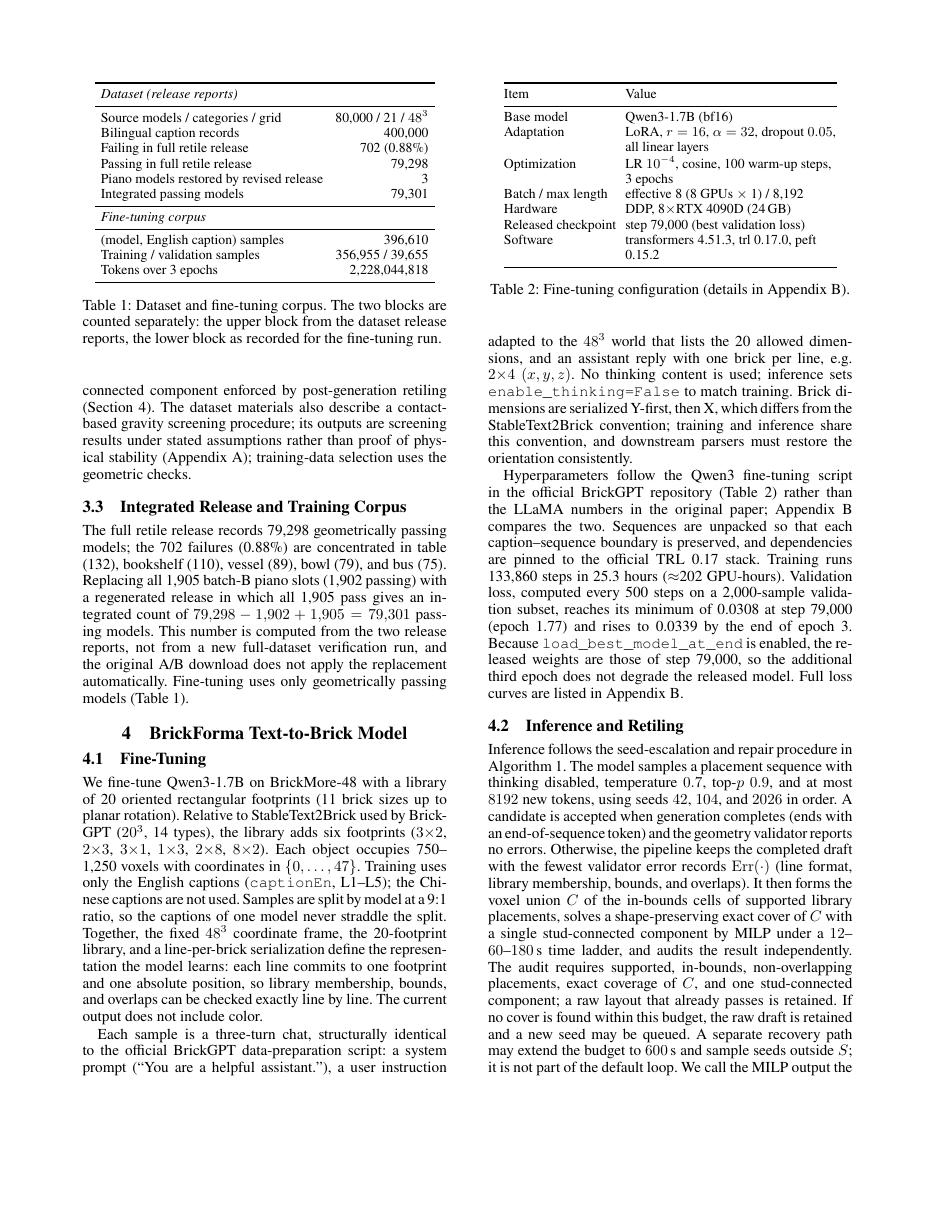 Dataset (release reports)
Source models / categories / grid 80,000 / 21 / 48³
Bilingual caption records 400,000
Failing in full retile release 702 (0.88%)
Passing in full retile release 79,298
Piano models restored by revised release 3
Integrated passing models 79,301
Fine-tuning corpus
(model, English caption) samples 396,610
Training / validation samples 356,955 / 39,655
Tokens over 3 epochs 2,228,044,818
Table 1: Dataset and fine-tuning corpus. The two blocks are
counted separately: the upper block from the dataset release
reports, the lower block as recorded for the fine-tuning run.
connected component enforced by post-generation retiling
(Section 4). The dataset materials also describe a contact-
based gravity screening procedure; its outputs are screening
results under stated assumptions rather than proof of phys-
ical stability (Appendix A); training-data selection uses the
geometric checks.
3.3 Integrated Release and Training Corpus
The full retile release records 79,298 geometrically passing
models; the 702 failures (0.88%) are concentrated in table
(132), bookshelf (110), vessel (89), bowl (79), and bus (75).
Replacing all 1,905 batch-B piano slots (1,902 passing) with
a regenerated release in which all 1,905 pass gives an in-
tegrated count of 79,298 − 1,902 + 1,905 = 79,301 pass-
ing models. This number is computed from the two release
reports, not from a new full-dataset verification run, and
the original A/B download does not apply the replacement
automatically. Fine-tuning uses only geometrically passing
models (Table 1).
4 BrickForma Text-to-Brick Model
4.1 Fine-Tuning
We fine-tune Qwen3-1.7B on BrickMore-48 with a library
of 20 oriented rectangular footprints (11 brick sizes up to
planar rotation). Relative to StableText2Brick used by Brick-
GPT (20³, 14 types), the library adds six footprints (3×2,
2×3, 3×1, 1×3, 2×8, 8×2). Each object occupies 750–
1,250 voxels with coordinates in {0, . . . , 47}. Training uses
only the English captions (captionEn, L1–L5); the Chi-
nese captions are not used. Samples are split by model at a 9:1
ratio, so the captions of one model never straddle the split.
Together, the fixed 48³ coordinate frame, the 20-footprint
library, and a line-per-brick serialization define the represen-
tation the model learns: each line commits to one footprint
and one absolute position, so library membership, bounds,
and overlaps can be checked exactly line by line. The current
output does not include color.
Each sample is a three-turn chat, structurally identical
to the official BrickGPT data-preparation script: a system
prompt (“You are a helpful assistant.”), a user instruction
Item Value
Base model Qwen3-1.7B (bf16)
Adaptation LoRA, r = 16, α = 32, dropout 0.05,
all linear layers
Optimization LR 10⁻⁴, cosine, 100 warm-up steps,
3 epochs
Batch / max length effective 8 (8 GPUs × 1) / 8,192
Hardware DDP, 8×RTX 4090D (24 GB)
Released checkpoint step 79,000 (best validation loss)
Software transformers 4.51.3, trl 0.17.0, peft
0.15.2
Table 2: Fine-tuning configuration (details in Appendix B).
adapted to the 48³ world that lists the 20 allowed dimen-
sions, and an assistant reply with one brick per line, e.g.
2×4 (x, y, z). No thinking content is used; inference sets
enable_thinking=False to match training. Brick di-
mensions are serialized Y-first, then X, which differs from the
StableText2Brick convention; training and inference share
this convention, and downstream parsers must restore the
orientation consistently.
Hyperparameters follow the Qwen3 fine-tuning script
in the official BrickGPT repository (Table 2) rather than
the LLaMA numbers in the original paper; Appendix B
compares the two. Sequences are unpacked so that each
caption–sequence boundary is preserved, and dependencies
are pinned to the official TRL 0.17 stack. Training runs
133,860 steps in 25.3 hours (≈202 GPU-hours). Validation
loss, computed every 500 steps on a 2,000-sample valida-
tion subset, reaches its minimum of 0.0308 at step 79,000
(epoch 1.77) and rises to 0.0339 by the end of epoch 3.
Because load_best_model_at_end is enabled, the re-
leased weights are those of step 79,000, so the additional
third epoch does not degrade the released model. Full loss
curves are listed in Appendix B.
4.2 Inference and Retiling
Inference follows the seed-escalation and repair procedure in
Algorithm 1. The model samples a placement sequence with
thinking disabled, temperature 0.7, top-p 0.9, and at most
8192 new tokens, using seeds 42, 104, and 2026 in order. A
candidate is accepted when generation completes (ends with
an end-of-sequence token) and the geometry validator reports
no errors. Otherwise, the pipeline keeps the completed draft
with the fewest validator error records Err(·) (line format,
library membership, bounds, and overlaps). It then forms the
voxel union C of the in-bounds cells of supported library
placements, solves a shape-preserving exact cover of C with
a single stud-connected component by MILP under a 12–
60–180 s time ladder, and audits the result independently.
The audit requires supported, in-bounds, non-overlapping
placements, exact coverage of C, and one stud-connected
component; a raw layout that already passes is retained. If
no cover is found within this budget, the raw draft is retained
and a new seed may be queued. A separate recovery path
may extend the budget to 600 s and sample seeds outside S;
it is not part of the default loop. We call the MILP output the